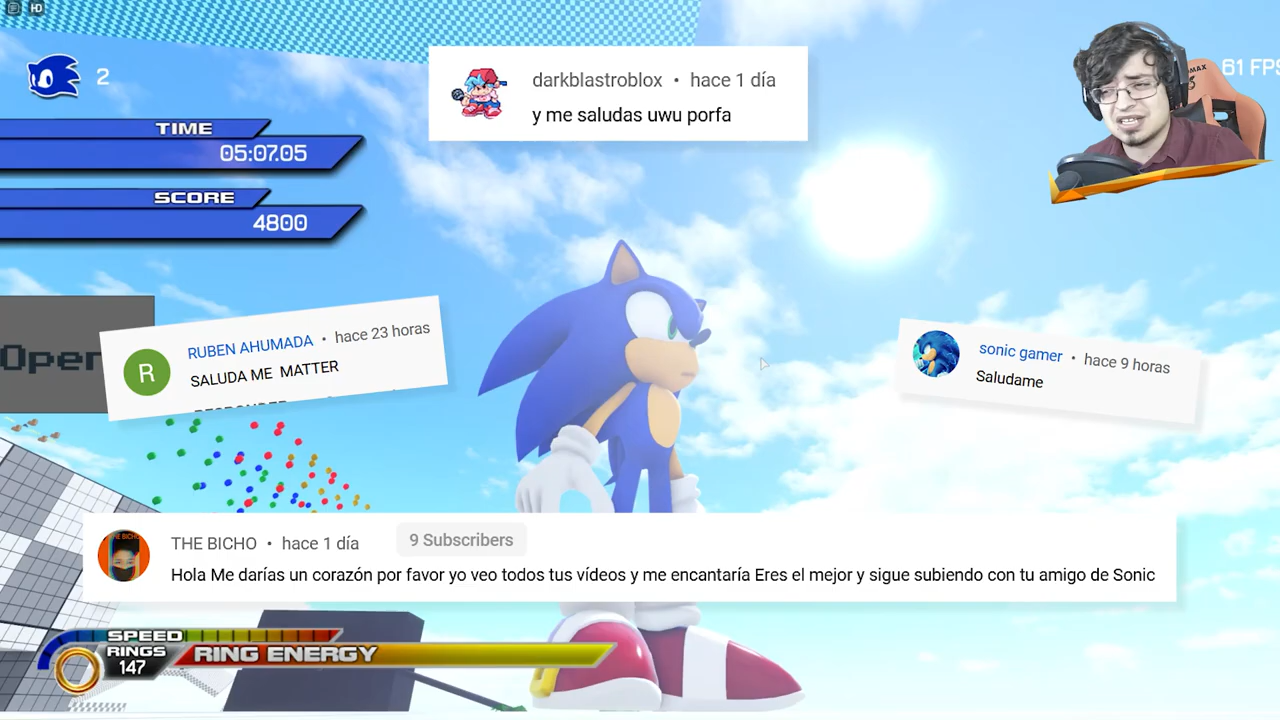 HD
2
61 FPS
darkblastroblox • hace 1 día
y me saludas uwu porfa
TIME
05:07.05
SCORE
4800
RUBEN AHUMADA • hace 23 horas
R
SALUDA ME MATTER
Open
sonic gamer • hace 9 horas
Saludame
THE BICHO • hace 1 día 9 Subscribers
Hola Me darías un corazón por favor yo veo todos tus vídeos y me encantaría Eres el mejor y sigue subiendo con tu amigo de Sonic
SPEED
RINGS
147
RING ENERGY